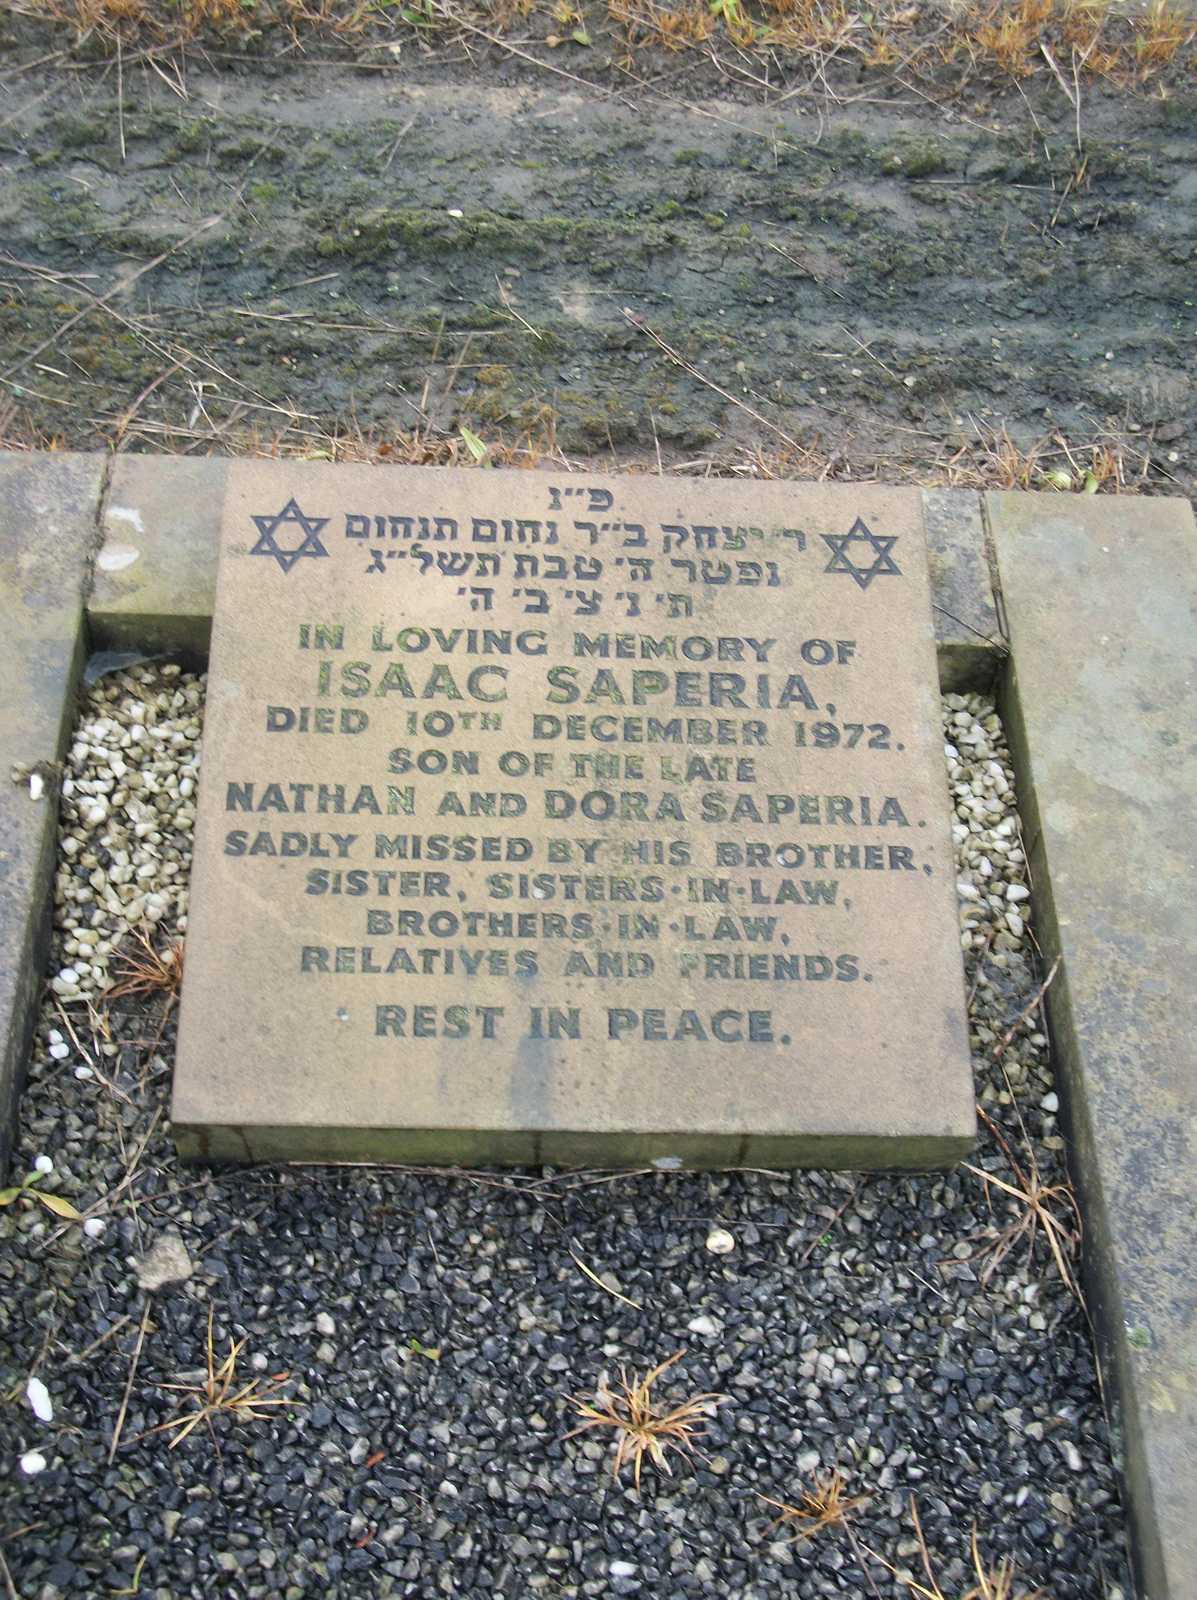 פ״נ
ר׳ יצחק ב״ר נחום תנחום
נפטר ה׳ טבת תשל״ג
ת׳ נ׳ צ׳ ב׳ ה׳
IN LOVING MEMORY OF
ISAAC SAPERIA,
DIED 10TH DECEMBER 1972.
SON OF THE LATE
NATHAN AND DORA SAPERIA.
SADLY MISSED BY HIS BROTHER,
SISTER, SISTERS·IN·LAW,
BROTHERS·IN·LAW,
RELATIVES AND FRIENDS.
REST IN PEACE.